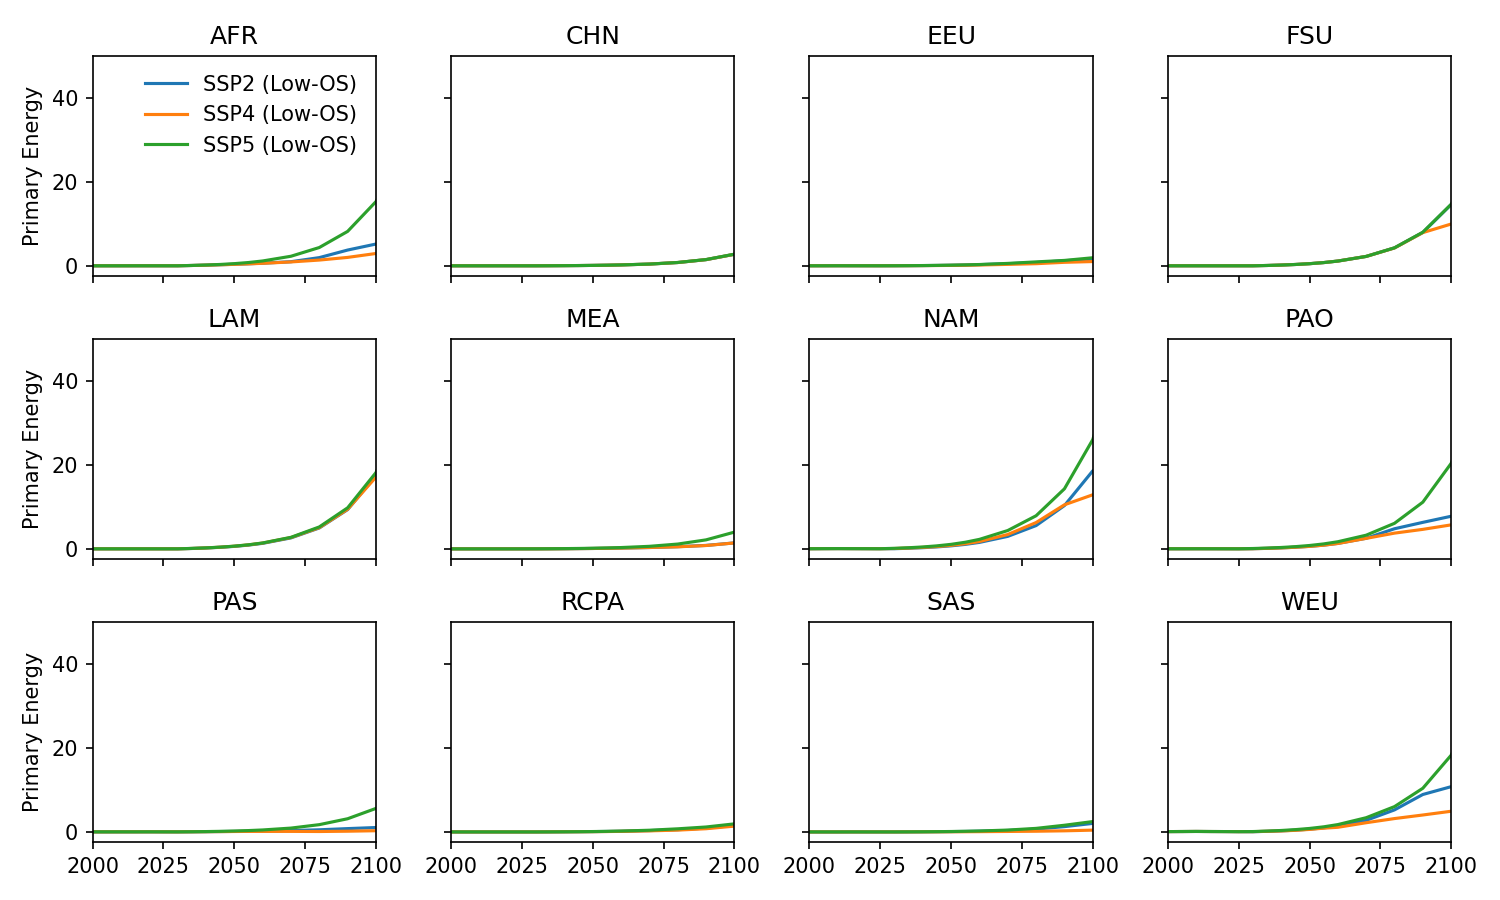 AFR CHN EEU FSU
SSP2 (Low-OS)
SSP4 (Low-OS)
SSP5 (Low-OS)
Primary Energy
40
20
0
LAM MEA NAM PAO
Primary Energy
40
20
0
PAS RCPA SAS WEU
Primary Energy
40
20
0
2000 2025 2050 2075 2100 2000 2025 2050 2075 2100 2000 2025 2050 2075 2100 2000 2025 2050 2075 2100